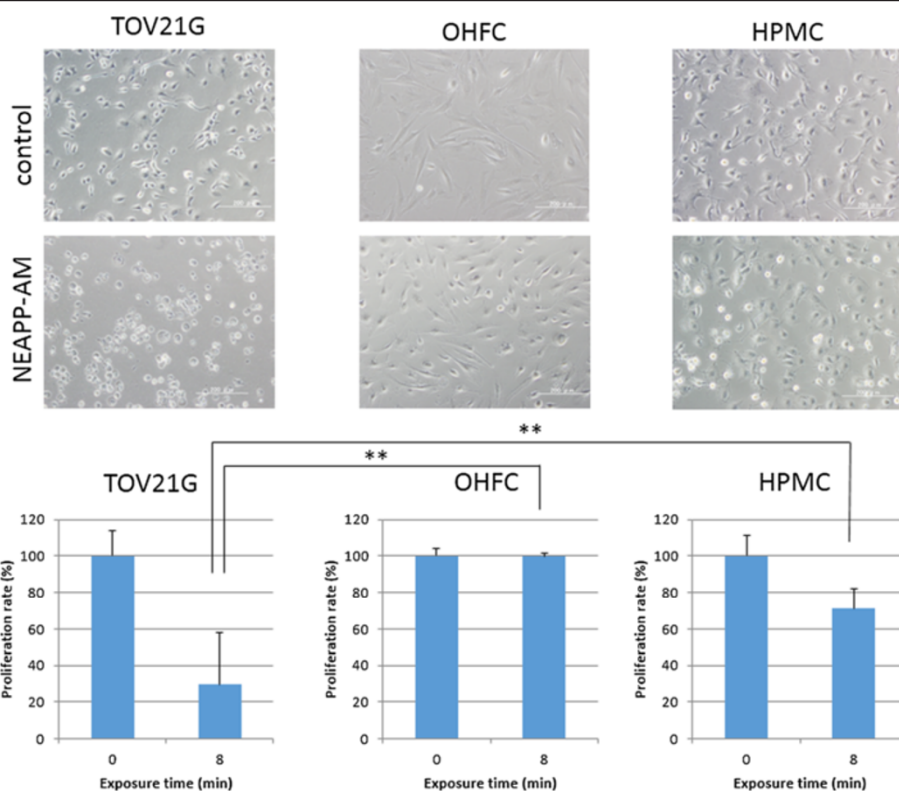 TOV21G OHFC HPMC
control
NEAPP-AM
**
**
TOV21G OHFC HPMC
Proliferation rate (%)
120
100
80
60
40
20
0
0 8
Exposure time (min)
Proliferation rate (%)
120
100
80
60
40
20
0
0 8
Exposure time (min)
Proliferation rate (%)
120
100
80
60
40
20
0
0 8
Exposure time (min)